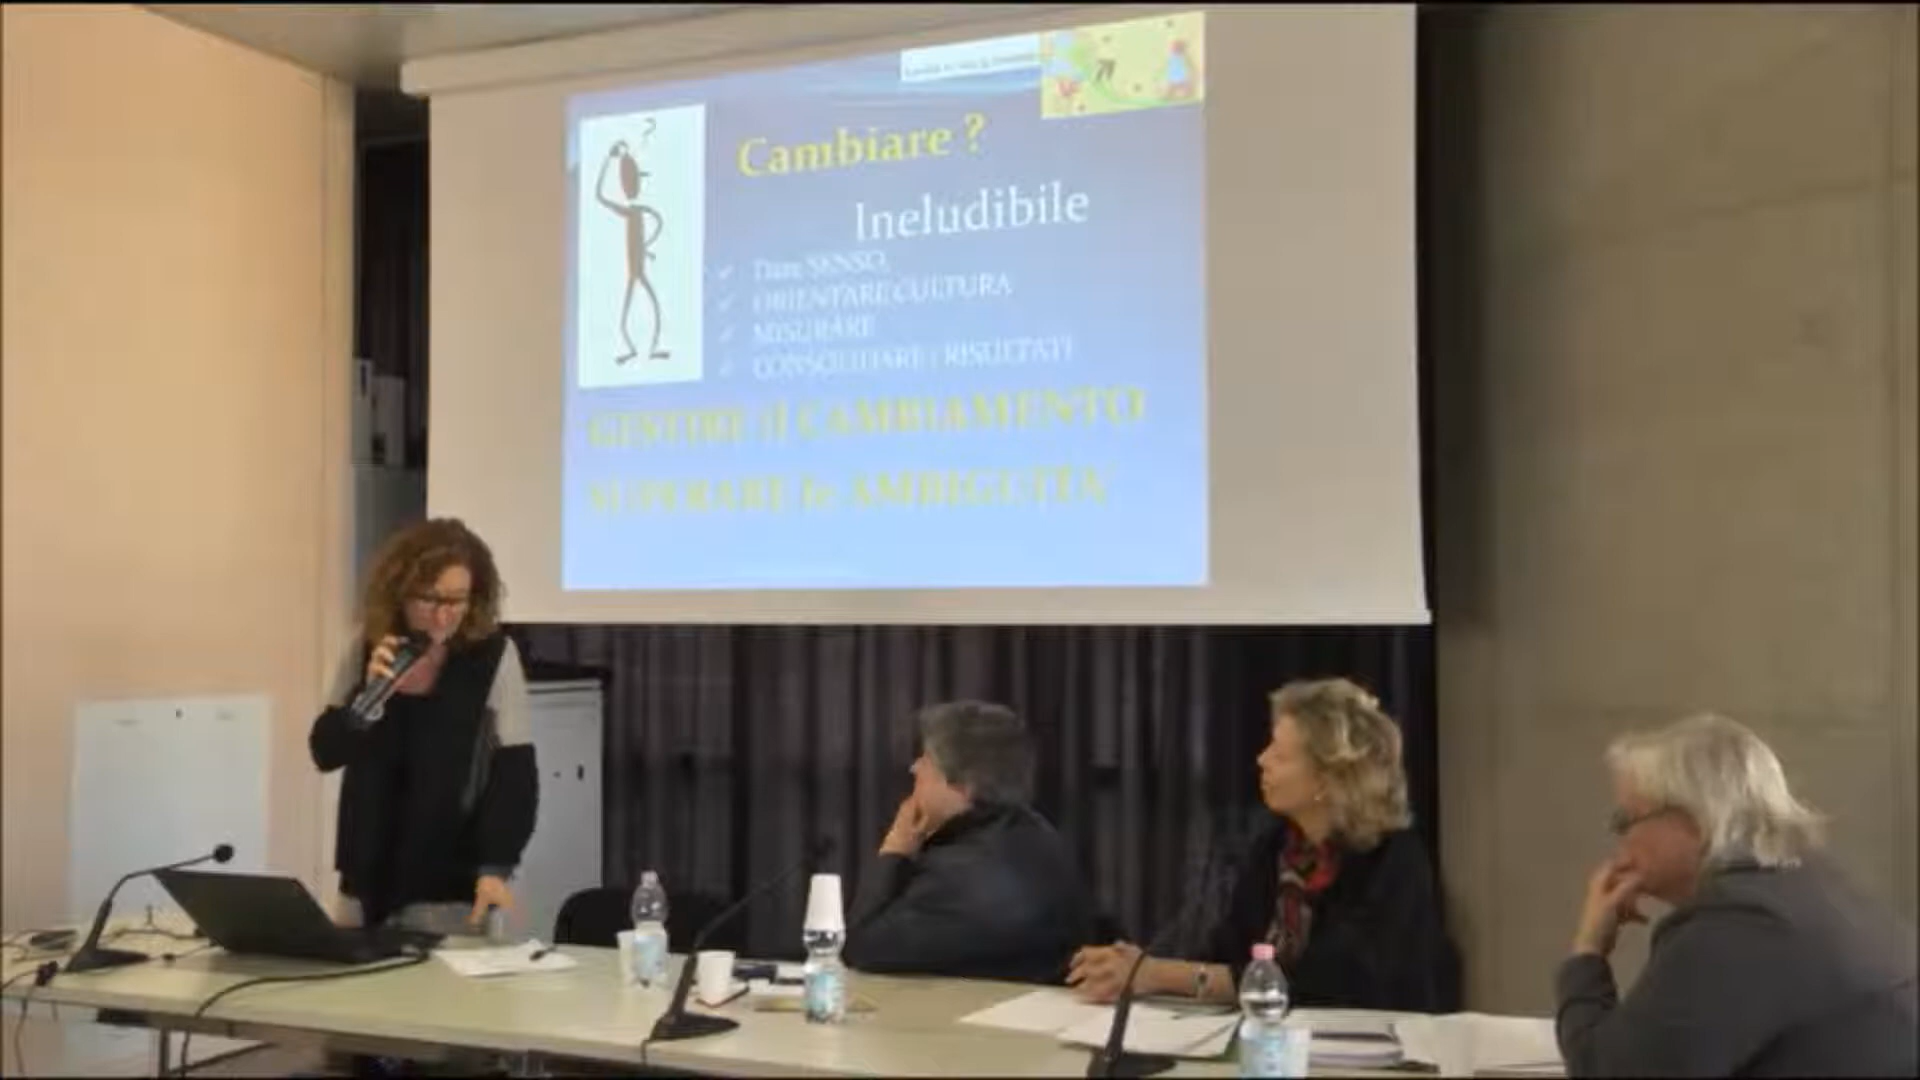 ?
Cambiare ?
Ineludibile
✓ Dare SENSO,
✓ ORIENTARE CULTURA
✓ MISURARE
✓ CONSOLIDARE i RISULTATI
GESTIRE il CAMBIAMENTO
SUPERARE le AMBIGUITA'